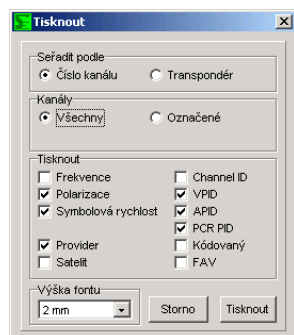 Tisknout
Seřadit podle
Číslo kanálu Transpondér
Kanály
Všechny Označené
Tisknout
Frekvence Channel ID
Polarizace VPID
Symbolová rychlost APID
PCR PID
Provider Kódovaný
Satelit FAV
Výška fontu
2 mm Storno Tisknout